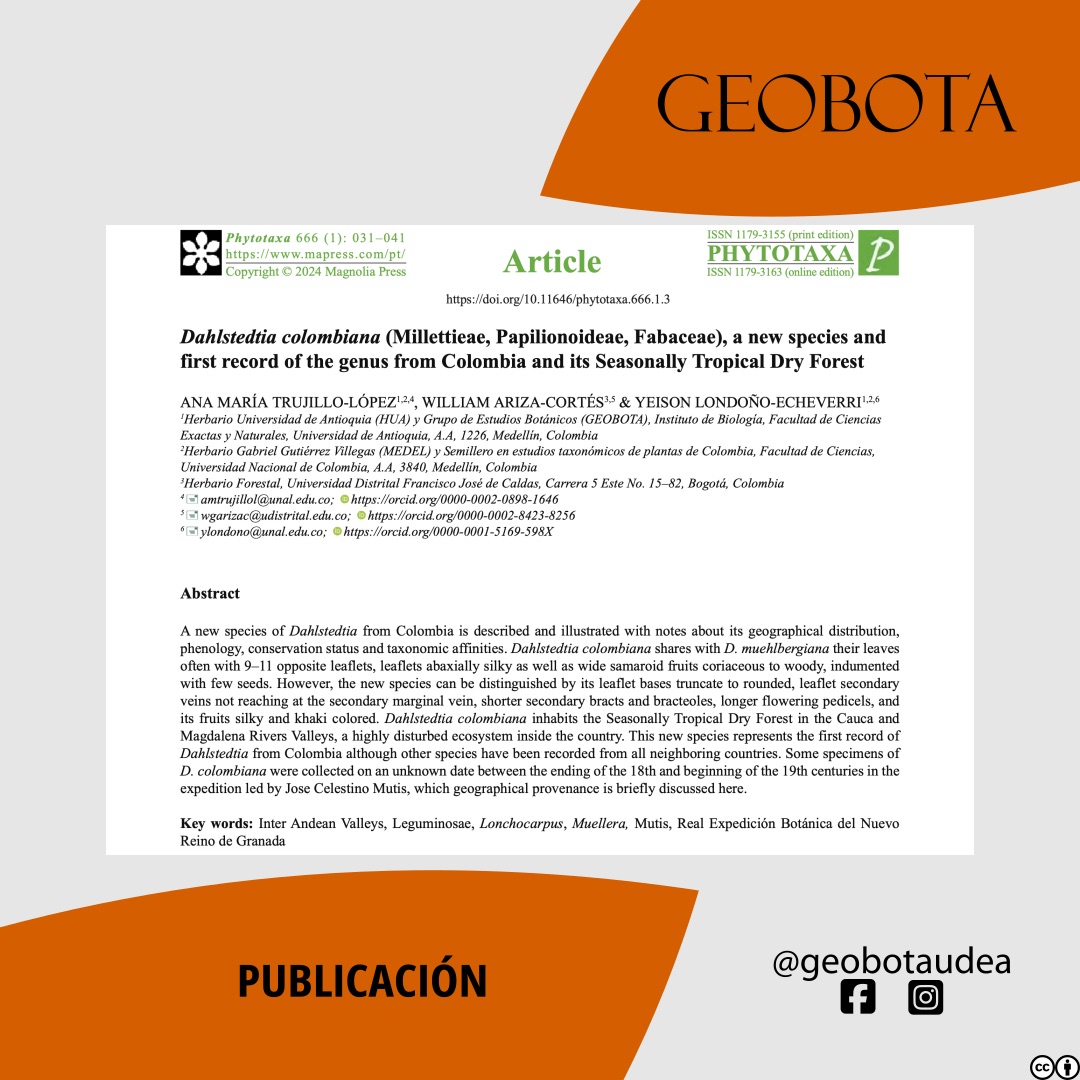 GEOBOTA
Phytotaxa 666 (1): 031–041
https://www.mapress.com/pt/
Copyright © 2024 Magnolia Press
Article
ISSN 1179-3155 (print edition)
PHYTOTAXA
ISSN 1179-3163 (online edition)
P
https://doi.org/10.11646/phytotaxa.666.1.3
Dahlstedtia colombiana (Millettieae, Papilionoideae, Fabaceae), a new species and
first record of the genus from Colombia and its Seasonally Tropical Dry Forest
ANA MARÍA TRUJILLO-LÓPEZ1,2,4, WILLIAM ARIZA-CORTÉS3,5 & YEISON LONDOÑO-ECHEVERRI1,2,6
1Herbario Universidad de Antioquia (HUA) y Grupo de Estudios Botánicos (GEOBOTA), Instituto de Biología, Facultad de Ciencias
Exactas y Naturales, Universidad de Antioquia, A.A, 1226, Medellín, Colombia
2Herbario Gabriel Gutiérrez Villegas (MEDEL) y Semillero en estudios taxonómicos de plantas de Colombia, Facultad de Ciencias,
Universidad Nacional de Colombia, A.A, 3840, Medellín, Colombia
3Herbario Forestal, Universidad Distrital Francisco José de Caldas, Carrera 5 Este No. 15–82, Bogotá, Colombia
4 amtrujillol@unal.edu.co; https://orcid.org/0000-0002-0898-1646
5 wgarizac@udistrital.edu.co; https://orcid.org/0000-0002-8423-8256
6 ylondono@unal.edu.co; https://orcid.org/0000-0001-5169-598X
Abstract
A new species of Dahlstedtia from Colombia is described and illustrated with notes about its geographical distribution,
phenology, conservation status and taxonomic affinities. Dahlstedtia colombiana shares with D. muehlbergiana their leaves
often with 9–11 opposite leaflets, leaflets abaxially silky as well as wide samaroid fruits coriaceous to woody, indumented
with few seeds. However, the new species can be distinguished by its leaflet bases truncate to rounded, leaflet secondary
veins not reaching at the secondary marginal vein, shorter secondary bracts and bracteoles, longer flowering pedicels, and
its fruits silky and khaki colored. Dahlstedtia colombiana inhabits the Seasonally Tropical Dry Forest in the Cauca and
Magdalena Rivers Valleys, a highly disturbed ecosystem inside the country. This new species represents the first record of
Dahlstedtia from Colombia although other species have been recorded from all neighboring countries. Some specimens of
D. colombiana were collected on an unknown date between the ending of the 18th and beginning of the 19th centuries in the
expedition led by Jose Celestino Mutis, which geographical provenance is briefly discussed here.
Key words: Inter Andean Valleys, Leguminosae, Lonchocarpus, Muellera, Mutis, Real Expedición Botánica del Nuevo
Reino de Granada
PUBLICACIÓN
@geobotaudea
cc